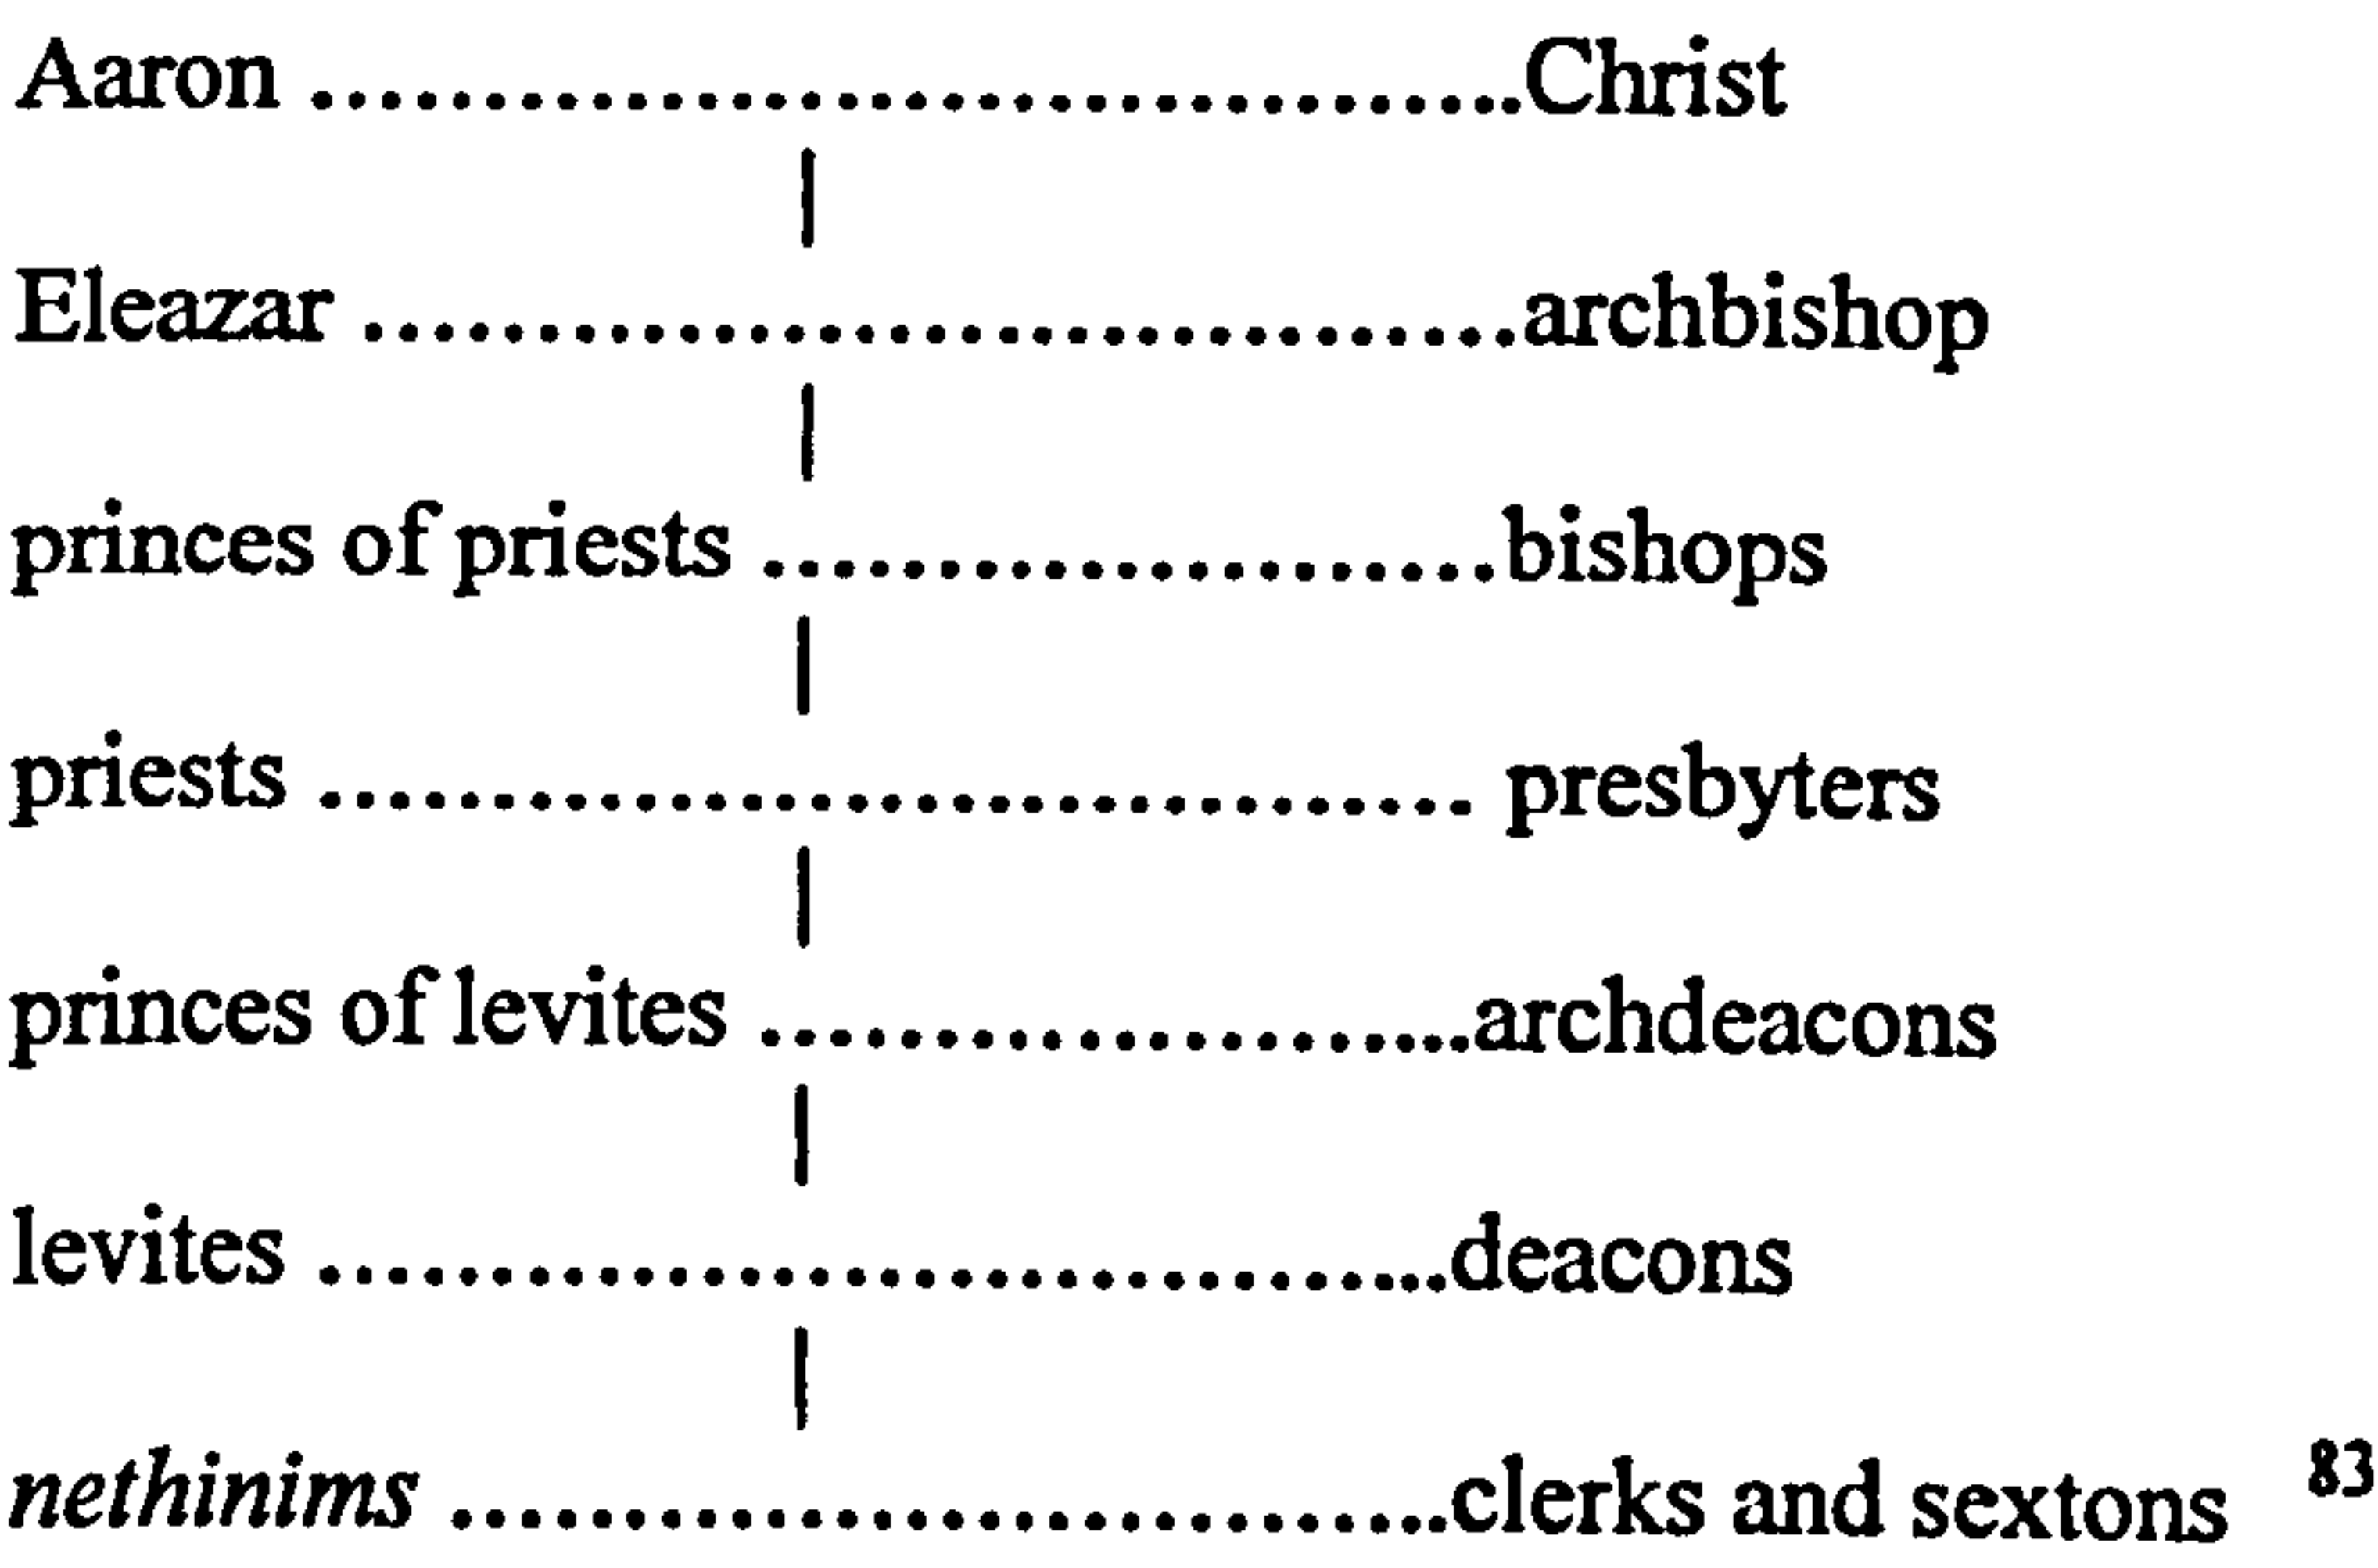 Aaron ..................................Christ
Eleazar .................................archbishop
princes of priests .....................bishops
priests ................................. presbyters
princes of levites .....................archdeacons
levites .................................deacons
nethinims .............................clerks and sextons 83